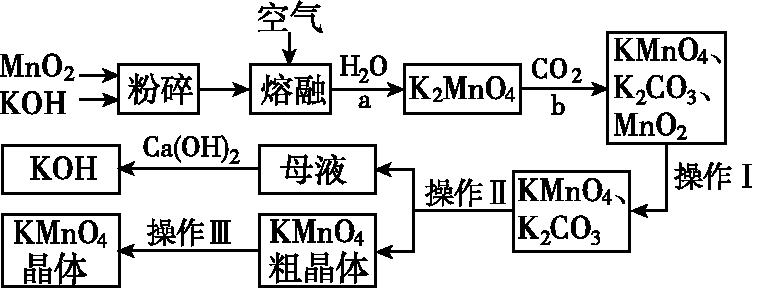 空气
MnO₂
KOH
粉碎
熔融
H₂O
a
K₂MnO₄
CO₂
b
KMnO₄、
K₂CO₃、
MnO₂
操作Ⅰ
KMnO₄、
K₂CO₃
操作Ⅱ
母液
Ca(OH)₂
KOH
KMnO₄
粗晶体
操作Ⅲ
KMnO₄
晶体